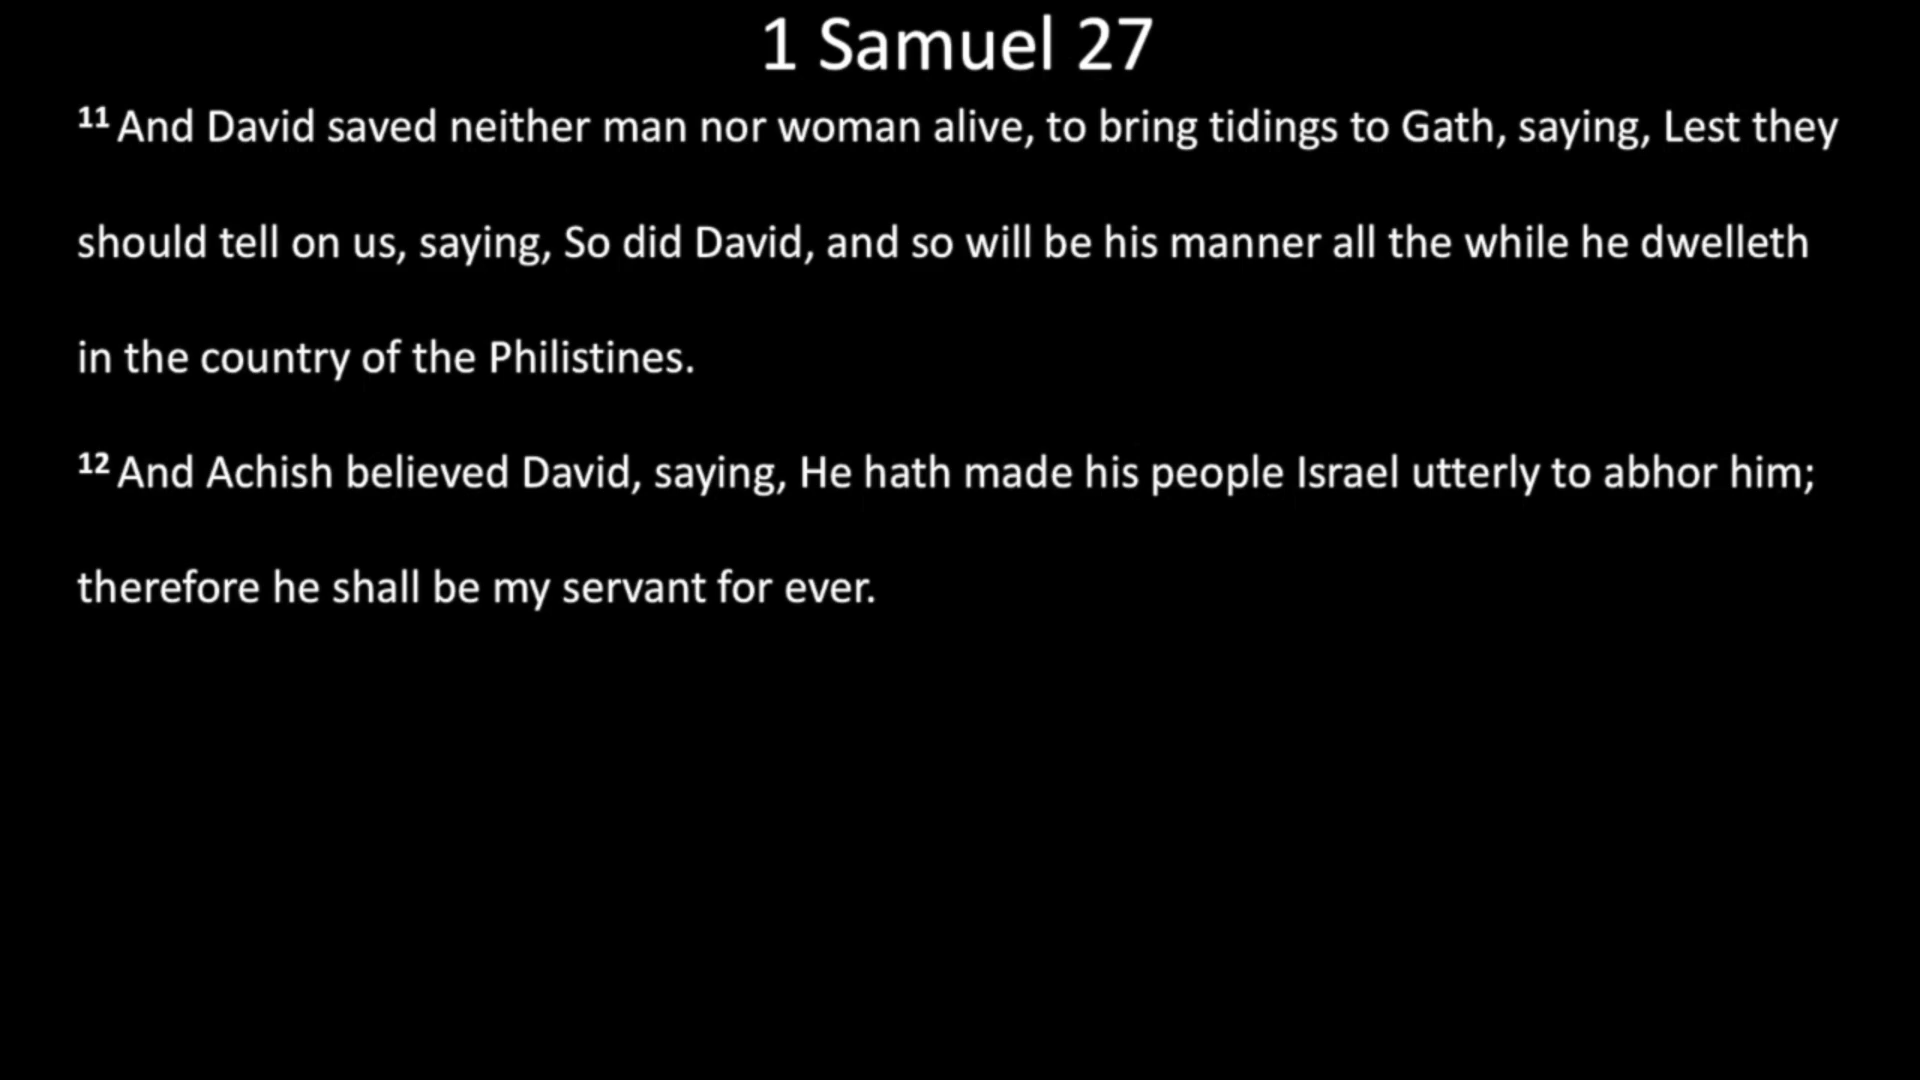 1 Samuel 27
11 And David saved neither man nor woman alive, to bring tidings to Gath, saying, Lest they
should tell on us, saying, So did David, and so will be his manner all the while he dwelleth
in the country of the Philistines.
12 And Achish believed David, saying, He hath made his people Israel utterly to abhor him;
therefore he shall be my servant for ever.